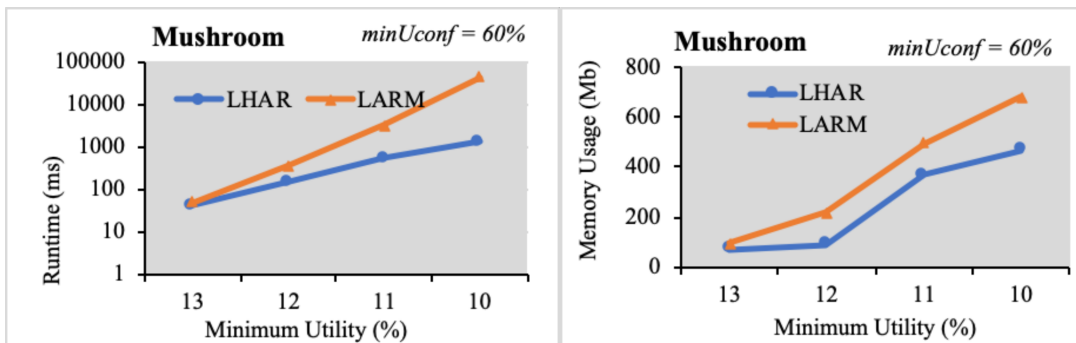 Mushroom
minUconf = 60%
100000
10000
1000
100
10
1
Runtime (ms)
LHAR
LARM
13 12 11 10
Minimum Utility (%)
Mushroom
minUconf = 60%
800
600
400
200
0
Memory Usage (Mb)
LHAR
LARM
13 12 11 10
Minimum Utility (%)